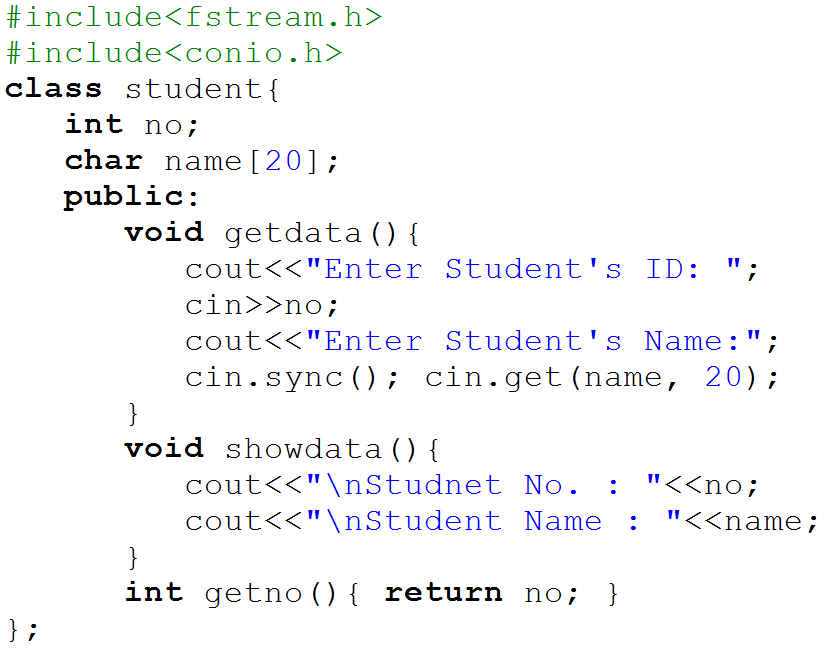 #include<fstream.h>
#include<conio.h>
class student{
   int no;
   char name[20];
   public:
      void getdata(){
         cout<<"Enter Student's ID: ";
         cin>>no;
         cout<<"Enter Student's Name:";
         cin.sync(); cin.get(name, 20);
      }
      void showdata(){
         cout<<"\nStudnet No. : "<<no;
         cout<<"\nStudent Name : "<<name;
      }
      int getno(){ return no; }
};